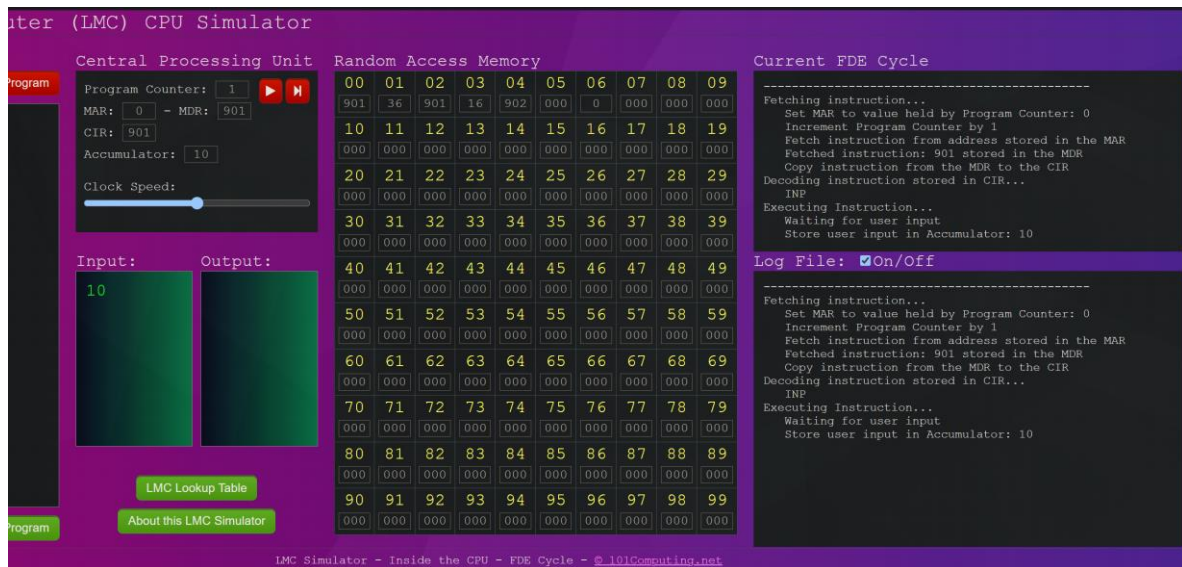 (LMC) CPU Simulator
Central Processing Unit
Program
Program Counter: 1
MAR: 0 - MDR: 901
CIR: 901
Accumulator: 10
Clock Speed:
Input: Output:
10
LMC Lookup Table
About this LMC Simulator
Program
Random Access Memory
00 01 02 03 04 05 06 07 08 09
901 36 901 16 902 000 0 000 000 000
10 11 12 13 14 15 16 17 18 19
000 000 000 000 000 000 000 000 000 000
20 21 22 23 24 25 26 27 28 29
000 000 000 000 000 000 000 000 000 000
30 31 32 33 34 35 36 37 38 39
000 000 000 000 000 000 000 000 000 000
40 41 42 43 44 45 46 47 48 49
000 000 000 000 000 000 000 000 000 000
50 51 52 53 54 55 56 57 58 59
000 000 000 000 000 000 000 000 000 000
60 61 62 63 64 65 66 67 68 69
000 000 000 000 000 000 000 000 000 000
70 71 72 73 74 75 76 77 78 79
000 000 000 000 000 000 000 000 000 000
80 81 82 83 84 85 86 87 88 89
000 000 000 000 000 000 000 000 000 000
90 91 92 93 94 95 96 97 98 99
000 000 000 000 000 000 000 000 000 000
Current FDE Cycle
-----------------------------------------------
Fetching instruction...
Set MAR to value held by Program Counter: 0
Increment Program Counter by 1
Fetch instruction from address stored in the MAR
Fetched instruction: 901 stored in the MDR
Copy instruction from the MDR to the CIR
Decoding instruction stored in CIR...
INP
Executing Instruction...
Waiting for user input
Store user input in Accumulator: 10
Log File: On/Off
-----------------------------------------------
Fetching instruction...
Set MAR to value held by Program Counter: 0
Increment Program Counter by 1
Fetch instruction from address stored in the MAR
Fetched instruction: 901 stored in the MDR
Copy instruction from the MDR to the CIR
Decoding instruction stored in CIR...
INP
Executing Instruction...
Waiting for user input
Store user input in Accumulator: 10
LMC Simulator - Inside the CPU - FDE Cycle - © 101Computing.net